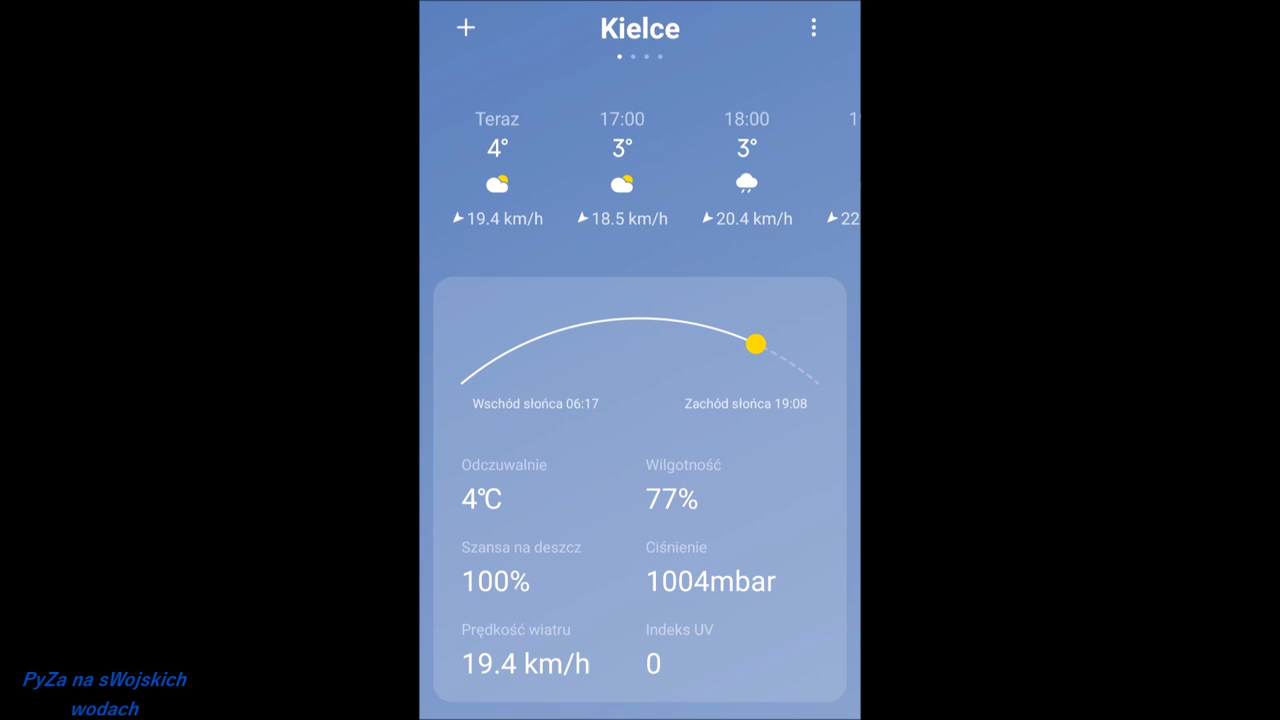 Kielce
Teraz 17:00 18:00
4° 3° 3°
19.4 km/h 18.5 km/h 20.4 km/h 22
Wschód słońca 06:17 Zachód słońca 19:08
Odczuwalnie Wilgotność
4°C 77%
Szansa na deszcz Ciśnienie
100% 1004mbar
Prędkość wiatru Indeks UV
19.4 km/h 0
PyZa na sWojskich
wodach